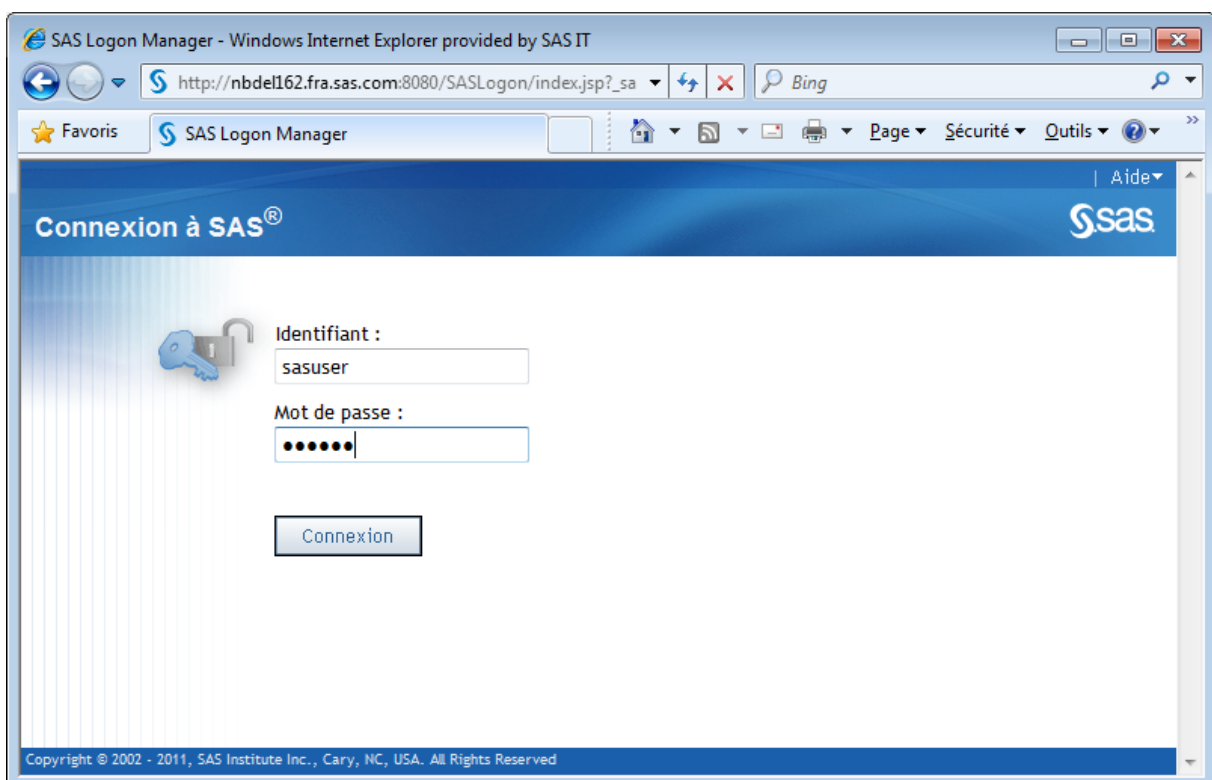 SAS Logon Manager - Windows Internet Explorer provided by SAS IT
http://nbdel162.fra.sas.com:8080/SASLogon/index.jsp?_sa
Bing
Favoris
SAS Logon Manager
Page
Sécurité
Outils
Aide
Connexion à SAS®
sas
Identifiant :
sasuser
Mot de passe :
••••••
Connexion
Copyright © 2002 - 2011, SAS Institute Inc., Cary, NC, USA. All Rights Reserved